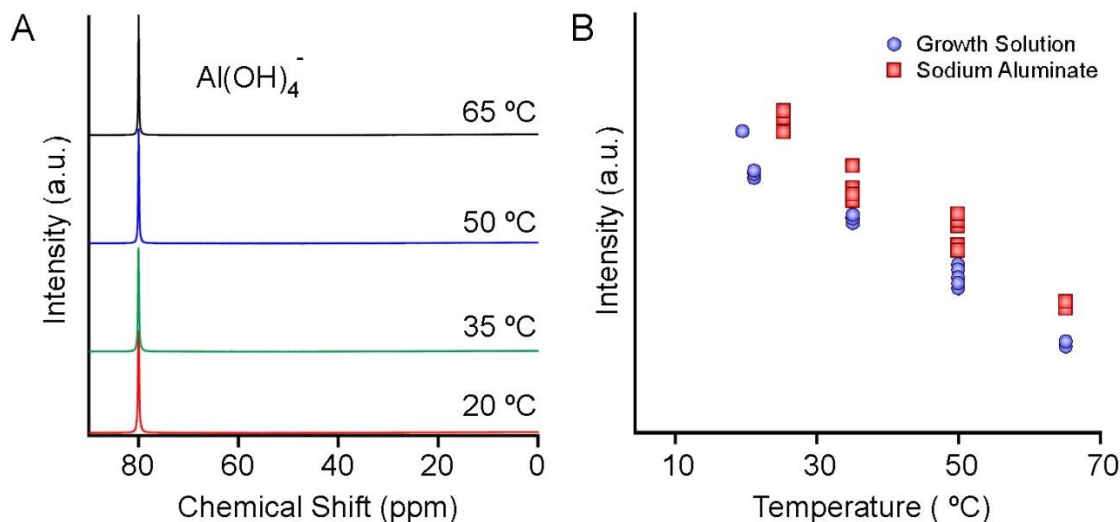 A
Al(OH)4-
65 ºC
50 ºC
35 ºC
20 ºC
Intensity (a.u.)
80 60 40 20 0
Chemical Shift (ppm)
B
Growth Solution
Sodium Aluminate
Intensity (a.u.)
10 30 50 70
Temperature ( ºC)